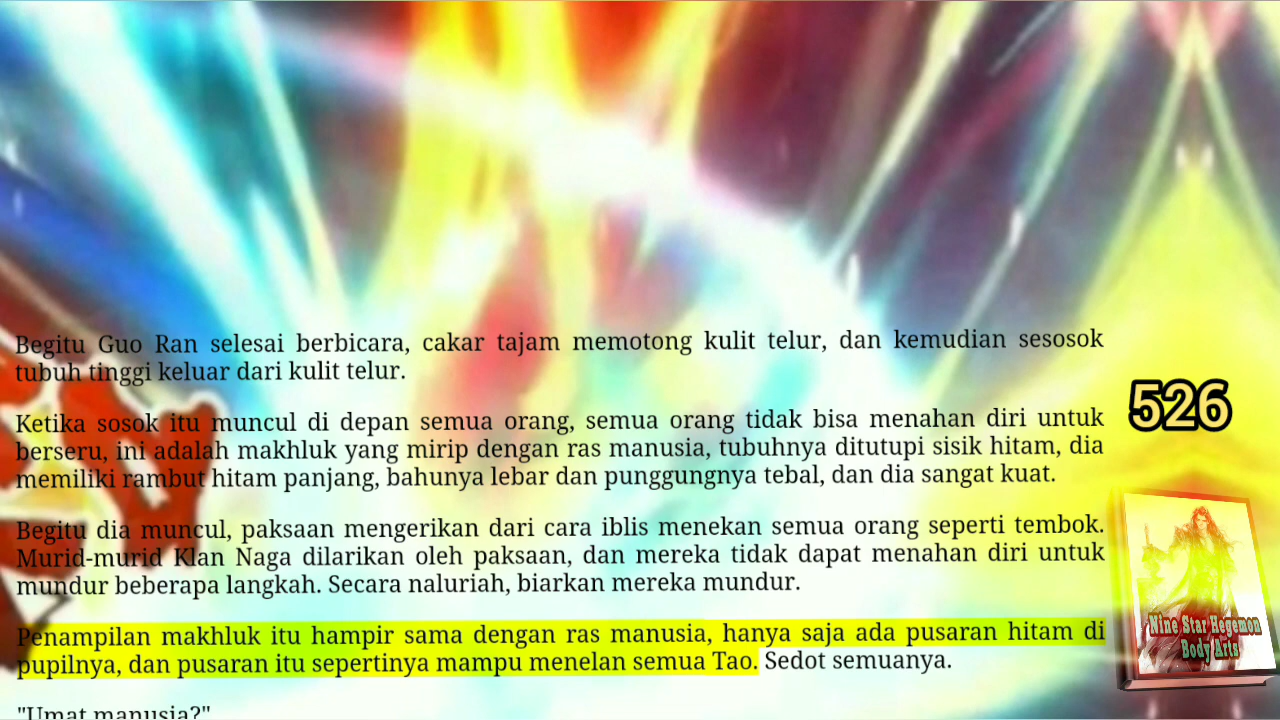 Begitu Guo Ran selesai berbicara, cakar tajam memotong kulit telur, dan kemudian sesosok
tubuh tinggi keluar dari kulit telur.
Ketika sosok itu muncul di depan semua orang, semua orang tidak bisa menahan diri untuk
berseru, ini adalah makhluk yang mirip dengan ras manusia, tubuhnya ditutupi sisik hitam, dia
memiliki rambut hitam panjang, bahunya lebar dan punggungnya tebal, dan dia sangat kuat.
Begitu dia muncul, paksaan mengerikan dari cara iblis menekan semua orang seperti tembok.
Murid-murid Klan Naga dilarikan oleh paksaan, dan mereka tidak dapat menahan diri untuk
mundur beberapa langkah. Secara naluriah, biarkan mereka mundur.
Penampilan makhluk itu hampir sama dengan ras manusia, hanya saja ada pusaran hitam di
pupilnya, dan pusaran itu sepertinya mampu menelan semua Tao. Sedot semuanya.
"Umat manusia?"
526
Nine Star Hegemon
Body Arts